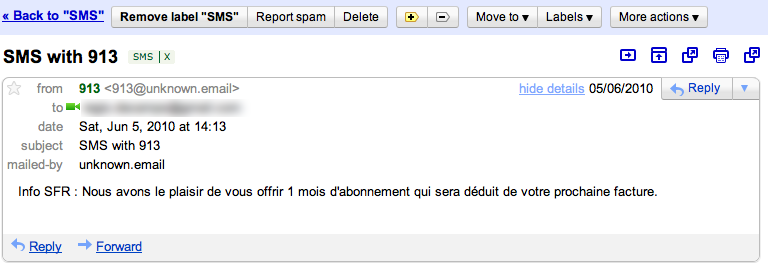 « Back to "SMS" Remove label "SMS" Report spam Delete Move to ▼ Labels ▼ More actions ▼
SMS with 913 SMS | X
from 913 <913@unknown.email> hide details 05/06/2010 Reply ▼
to
date Sat, Jun 5, 2010 at 14:13
subject SMS with 913
mailed-by unknown.email
Info SFR : Nous avons le plaisir de vous offrir 1 mois d'abonnement qui sera déduit de votre prochaine facture.
Reply Forward